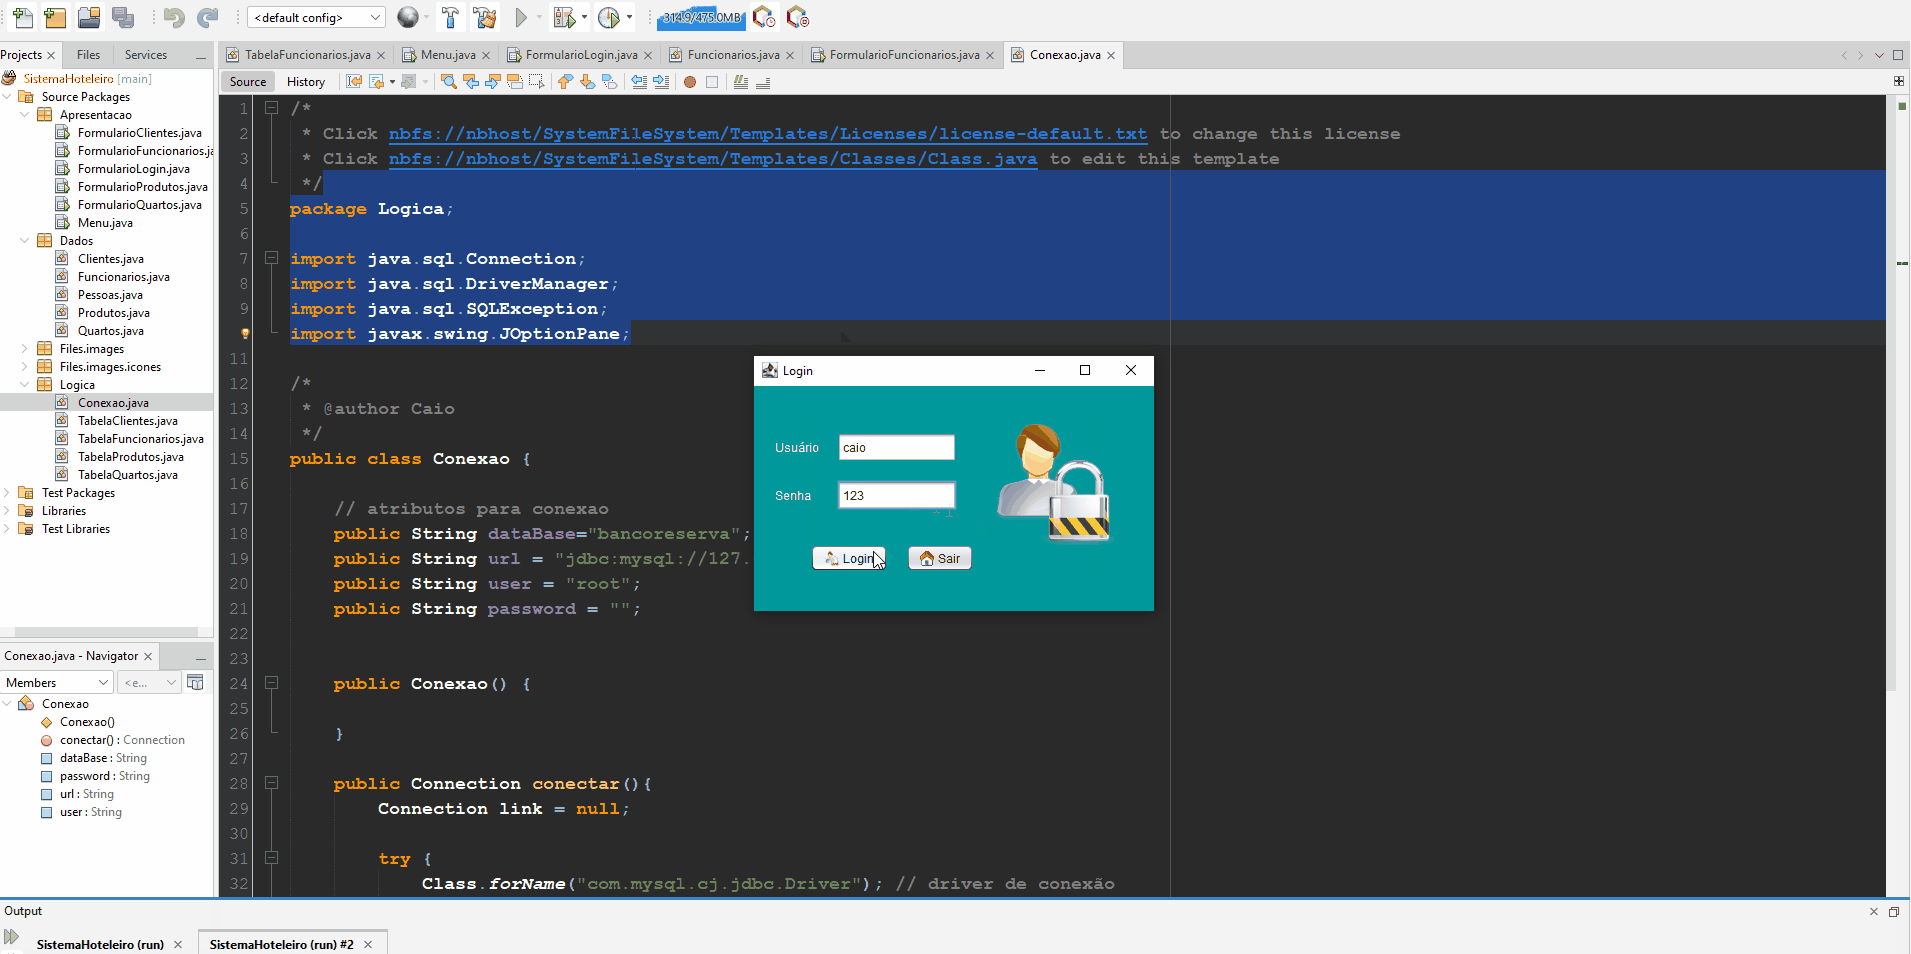 <default config>
314.9/475.0MB
Projects
Files
Services
TabelaFuncionarios.java
Menu.java
FormularioLogin.java
Funcionarios.java
FormularioFuncionarios.java
Conexao.java
Source
History
SistemaHoteleiro [main]
Source Packages
Apresentacao
FormularioClientes.java
FormularioFuncionarios.ja
FormularioLogin.java
FormularioProdutos.java
FormularioQuartos.java
Menu.java
Dados
Clientes.java
Funcionarios.java
Pessoas.java
Produtos.java
Quartos.java
Files.images
Files.images.icones
Logica
Conexao.java
TabelaClientes.java
TabelaFuncionarios.java
TabelaProdutos.java
TabelaQuartos.java
Test Packages
Libraries
Test Libraries
Conexao.java - Navigator
Members
<e...
Conexao
Conexao()
conectar() : Connection
dataBase : String
password : String
url : String
user : String
1 /*
2 * Click nbfs://nbhost/SystemFileSystem/Templates/Licenses/license-default.txt to change this license
3 * Click nbfs://nbhost/SystemFileSystem/Templates/Classes/Class.java to edit this template
4 */
5 package Logica;
6
7 import java.sql.Connection;
8 import java.sql.DriverManager;
9 import java.sql.SQLException;
import javax.swing.JOptionPane;
11
12 /*
13 * @author Caio
14 */
15 public class Conexao {
16
17 // atributos para conexao
18 public String dataBase="bancoreserva";
19 public String url = "jdbc:mysql://127.
20 public String user = "root";
21 public String password = "";
22
23
24 public Conexao() {
25
26 }
27
28 public Connection conectar(){
29 Connection link = null;
30
31 try {
32 Class.forName("com.mysql.cj.jdbc.Driver"); // driver de conexão
Login
Usuário
caio
Senha
123
Login
Sair
Output
SistemaHoteleiro (run)
SistemaHoteleiro (run) #2